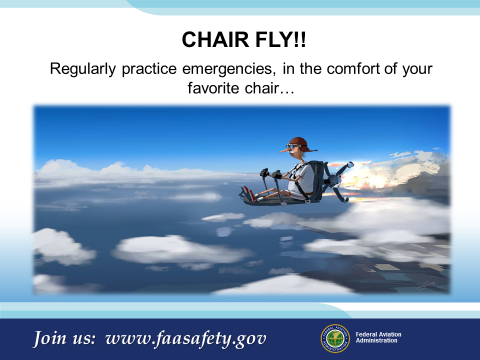 CHAIR FLY!!
Regularly practice emergencies, in the comfort of your
favorite chair…
Join us: www.faasafety.gov
Federal Aviation
Administration